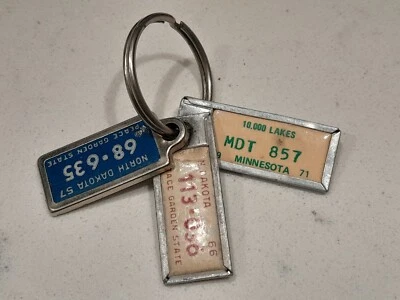 NORTH DAKOTA 57
68·635
PEACE GARDEN STATE
DAKOTA 66
GARDEN STATE
10,000 LAKES
MDT 857
MINNESOTA 71